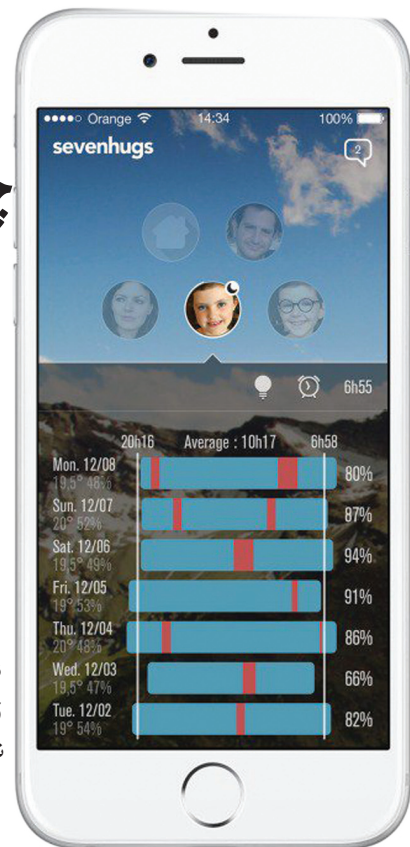 Orange 14:34 100%
sevenhugs
2
6h55
20h16 Average : 10h17 6h58
Mon. 12/08 80%
19,5° 46%
Sun. 12/07 87%
20° 52%
Sat. 12/06 94%
19,5° 49%
Fri. 12/05 91%
19° 53%
Thu. 12/04 86%
20° 48%
Wed. 12/03 66%
19,5° 47%
Tue. 12/02 82%
19° 54%